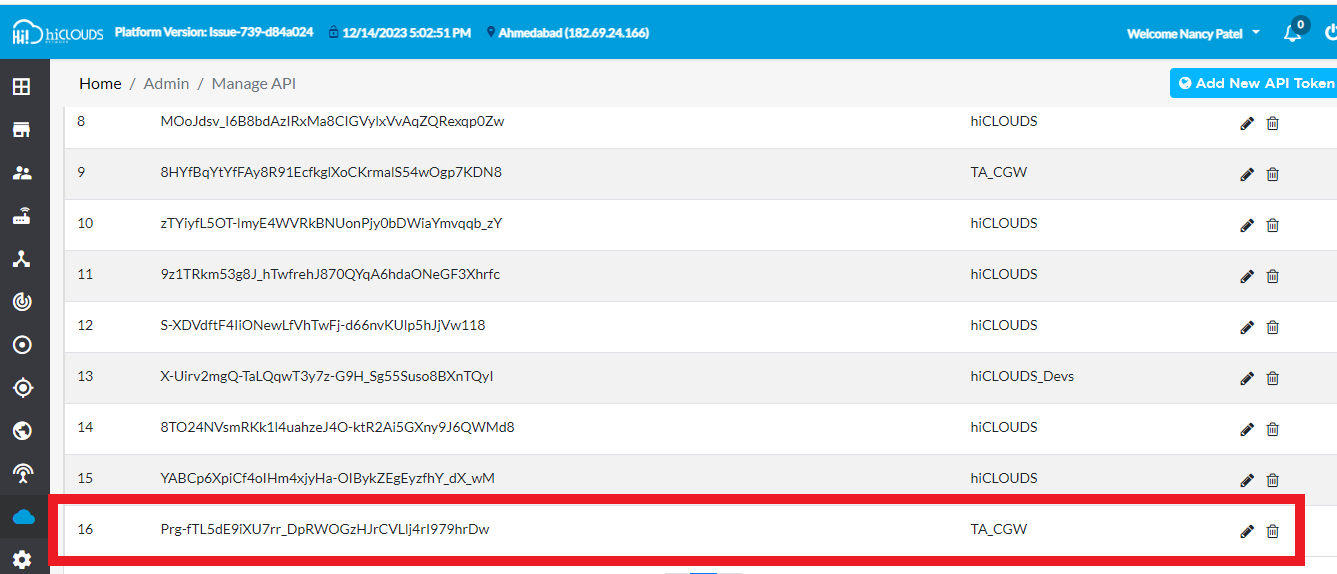 hiCLOUDS
NETWORK
Platform Version: Issue-739-d84a024
12/14/2023 5:02:51 PM
Ahmedabad (182.69.24.166)
Welcome Nancy Patel
0
Home / Admin / Manage API
Add New API Token
8 MOoJdsv_I6B8bdAzIRxMa8CIGVylxVvAqZQRexqp0Zw hiCLOUDS
9 8HYfBqYtYfFAy8R91EcfkglXoCKrmalS54wOgp7KDN8 TA_CGW
10 zTYiyfL5OT-ImyE4WVRkBNUonPjy0bDWiaYmvqqb_zY hiCLOUDS
11 9z1TRkm53g8J_hTwfrehJ870QYqA6hdaONeGF3Xhrfc hiCLOUDS
12 S-XDVdftF4IiONewLfVhTwFj-d66nvKUlp5hJjVw118 hiCLOUDS
13 X-Uirv2mgQ-TaLQqwT3y7z-G9H_Sg55Suso8BXnTQyI hiCLOUDS_Devs
14 8TO24NVsmRKk1I4uahzeJ4O-ktR2Ai5GXny9J6QWMd8 hiCLOUDS
15 YABCp6XpiCf4oIHm4xjyHa-OIBykZEgEyzfhY_dX_wM hiCLOUDS
16 Prg-fTL5dE9iXU7rr_DpRWOGzHJrCVLlj4rI979hrDw TA_CGW